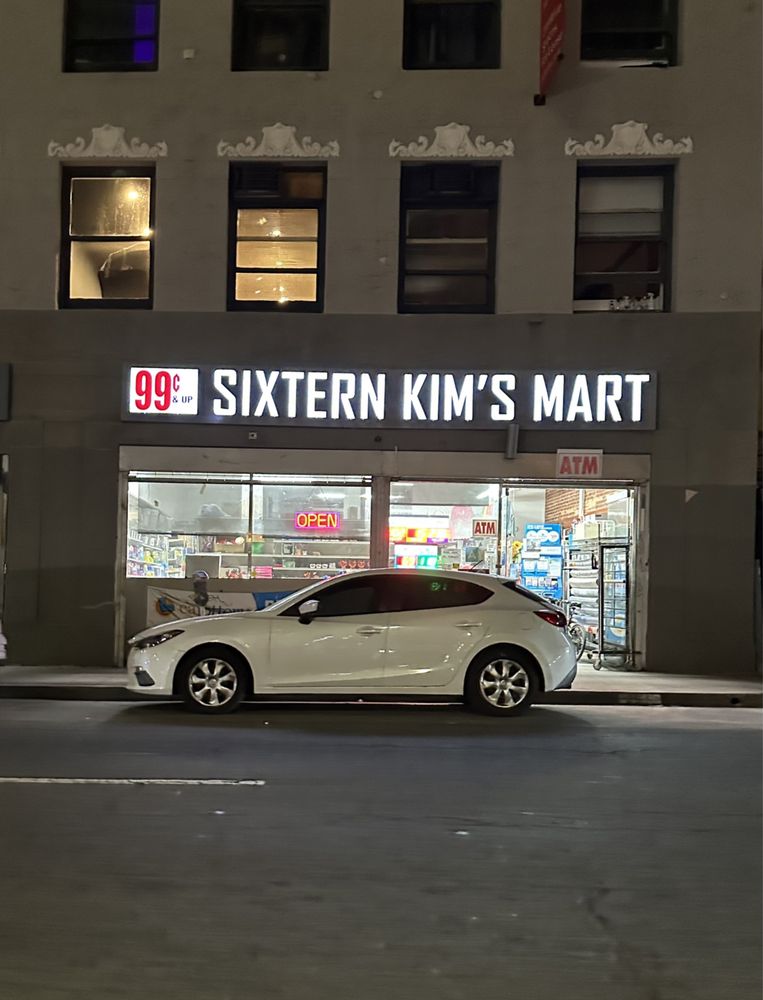 99¢ & UP SIXTERN KIM'S MART
ATM
OPEN
ATM